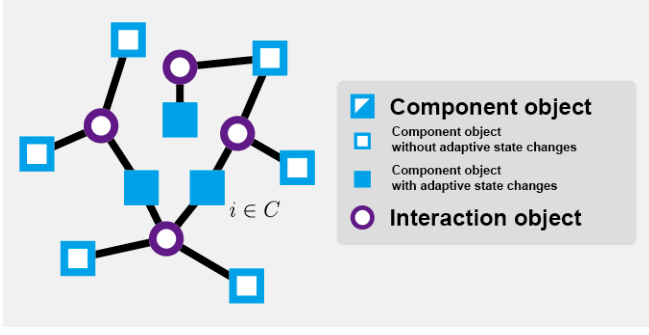 i ∈ C
Component object
Component object
without adaptive state changes
Component object
with adaptive state changes
Interaction object